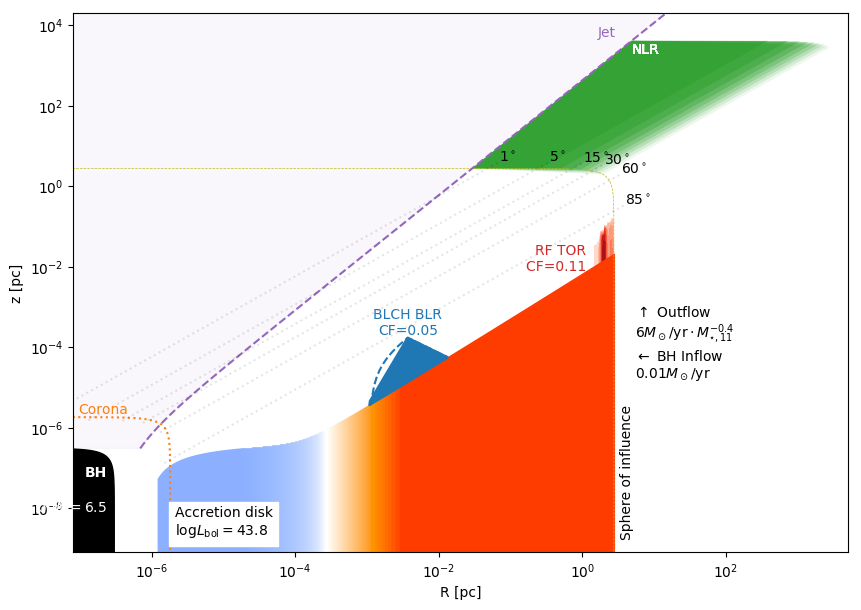 Jet
NLR
1°
5°
15°
30°
60°
85°
RF TOR
CF=0.11
BLCH BLR
CF=0.05
↑ Outflow
6M⊙/yr · M⋆,11^−0.4
← BH Inflow
0.01M⊙/yr
Corona
BH
= 6.5
Accretion disk
logLbol = 43.8
Sphere of influence
z [pc]
10^4
10^2
10^0
10^−2
10^−4
10^−6
10^−8
10^−6
10^−4
10^−2
10^0
10^2
R [pc]